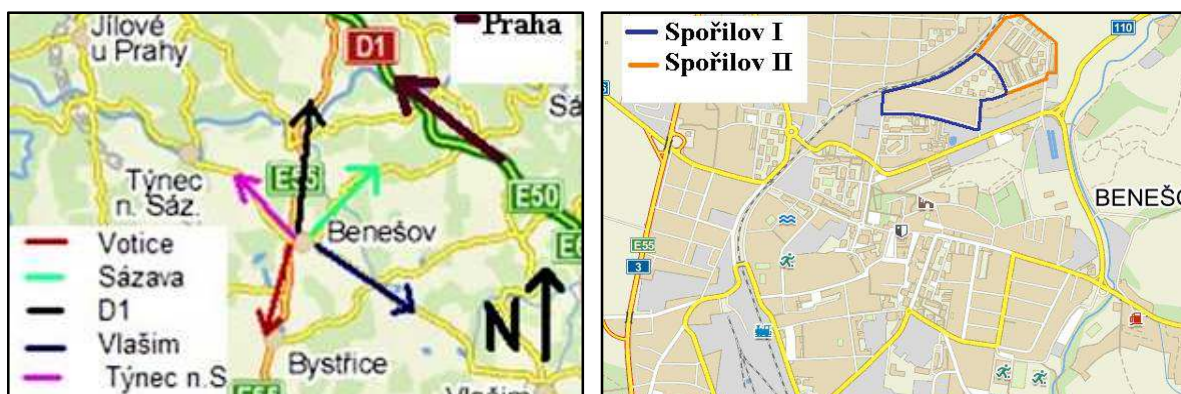 Jílové
u Prahy
D1
Praha
Sá
Týnec
n. Sáz.
E55
E50
Benešov
Votice
Sázava
D1
Vlašim
Týnec n.S
N
Bystřice
Spořilov I
Spořilov II
110
BENEŠO
E55
3